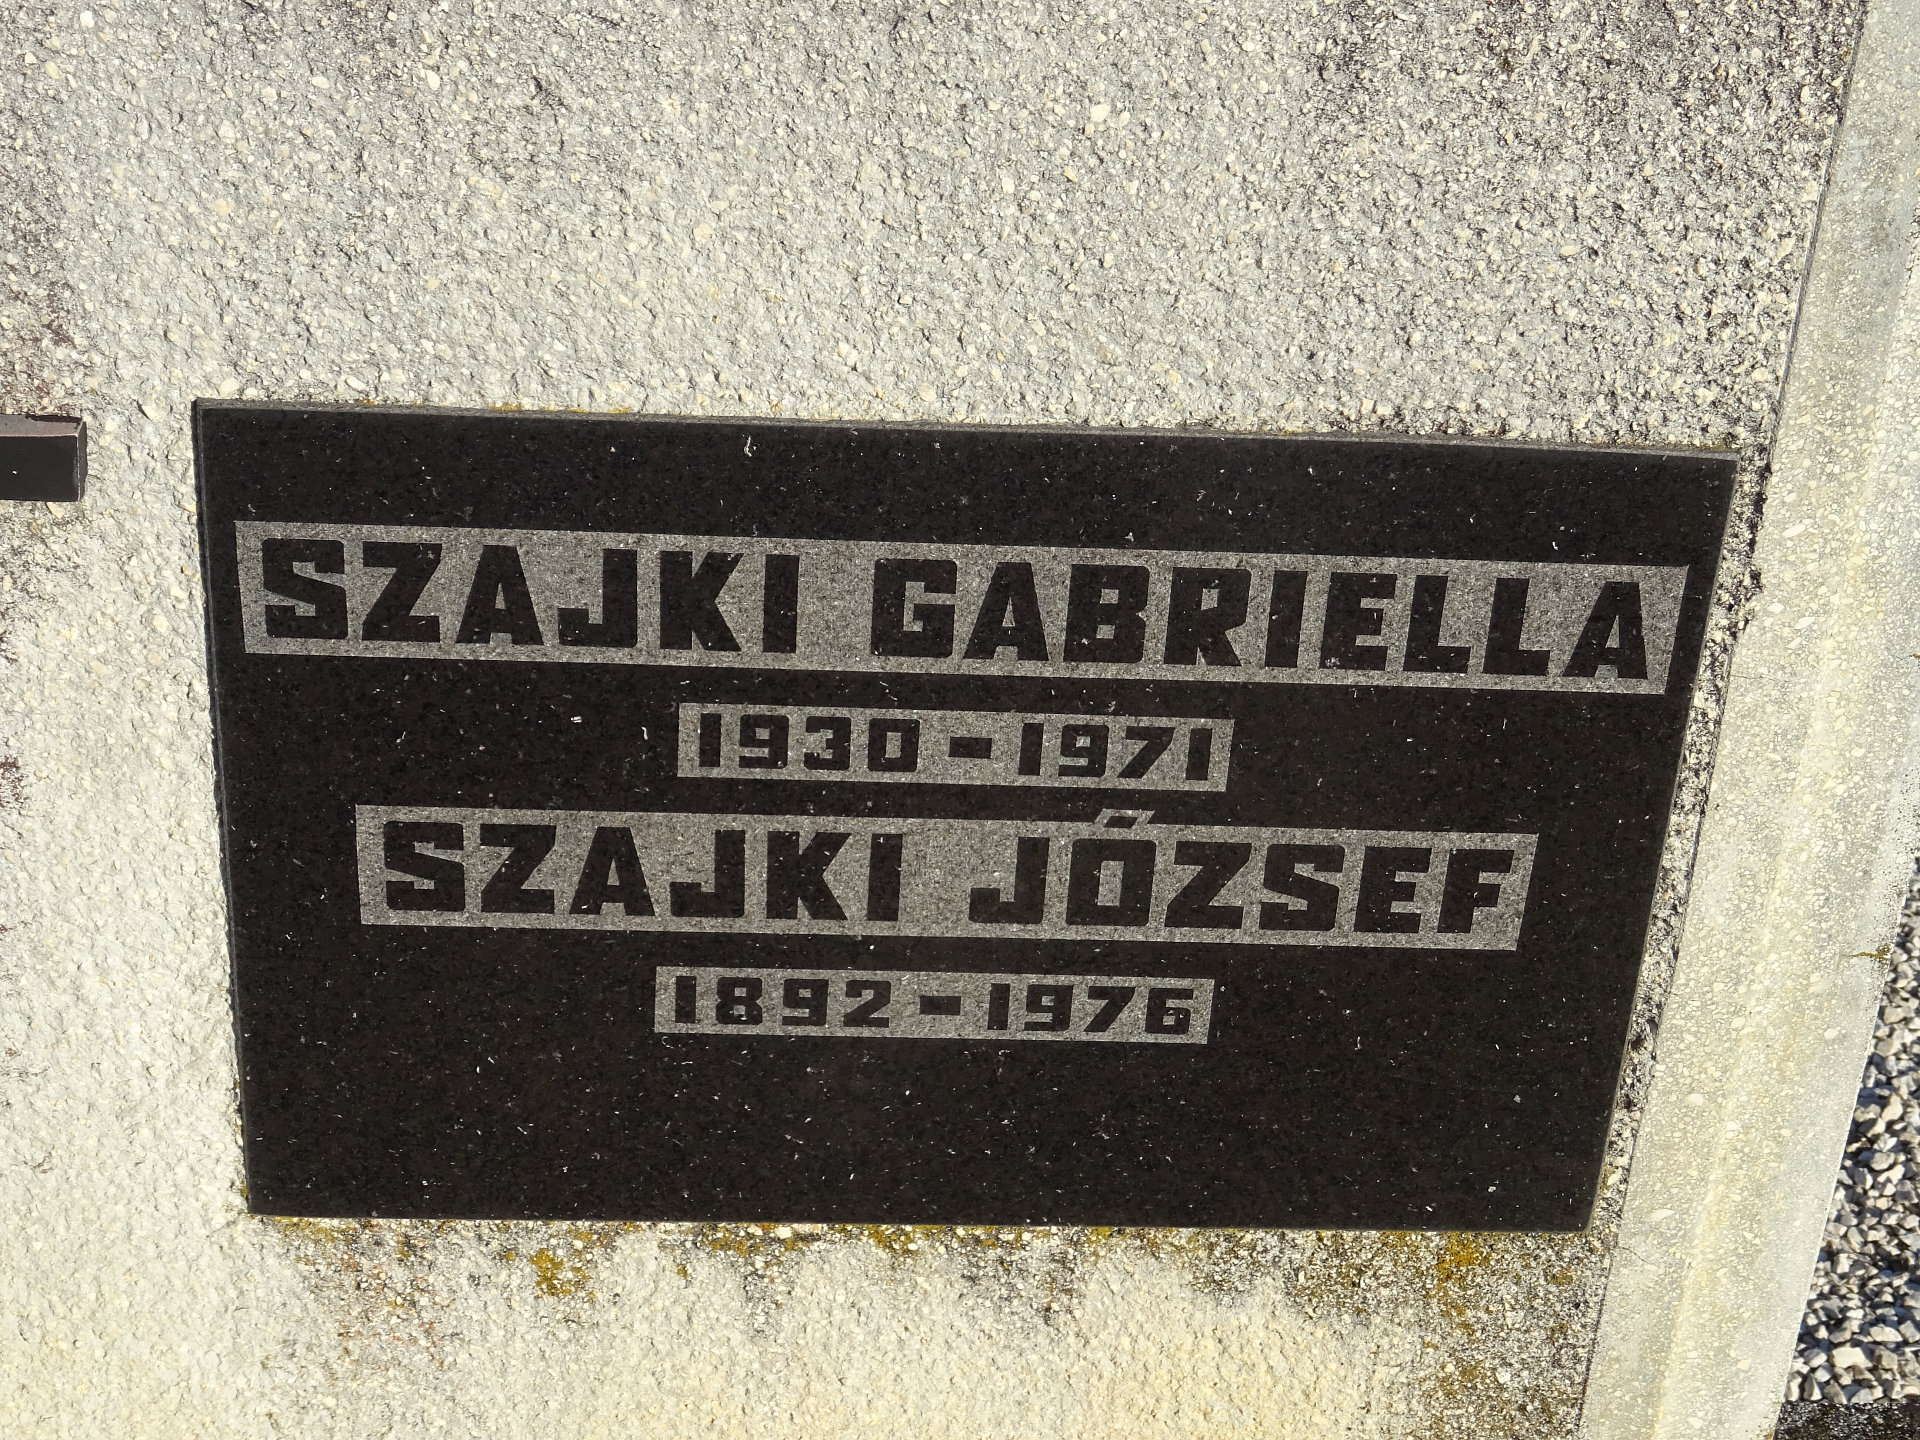 SZAJKI GABRIELLA
1930-1971
SZAJKI JŐZSEF
1892-1976